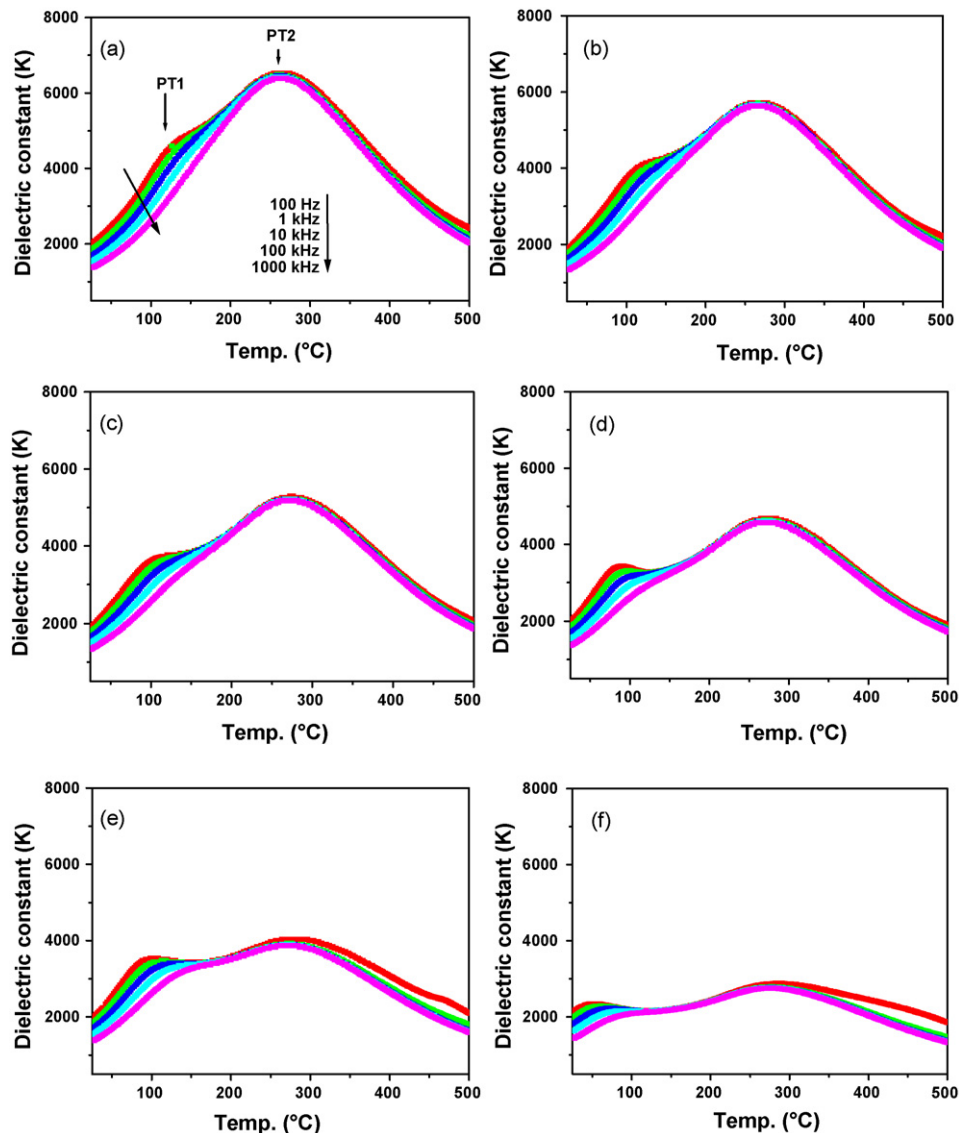 (a)
PT1
PT2
100 Hz
1 kHz
10 kHz
100 kHz
1000 kHz
8000
6000
4000
2000
100 200 300 400 500
Dielectric constant (K)
Temp. (°C)
(b)
8000
6000
4000
2000
100 200 300 400 500
Dielectric constant (K)
Temp. (°C)
(c)
8000
6000
4000
2000
100 200 300 400 500
Dielectric constant (K)
Temp. (°C)
(d)
8000
6000
4000
2000
100 200 300 400 500
Dielectric constant (K)
Temp. (°C)
(e)
8000
6000
4000
2000
100 200 300 400 500
Dielectric constant (K)
Temp. (°C)
(f)
8000
6000
4000
2000
100 200 300 400 500
Dielectric constant (K)
Temp. (°C)